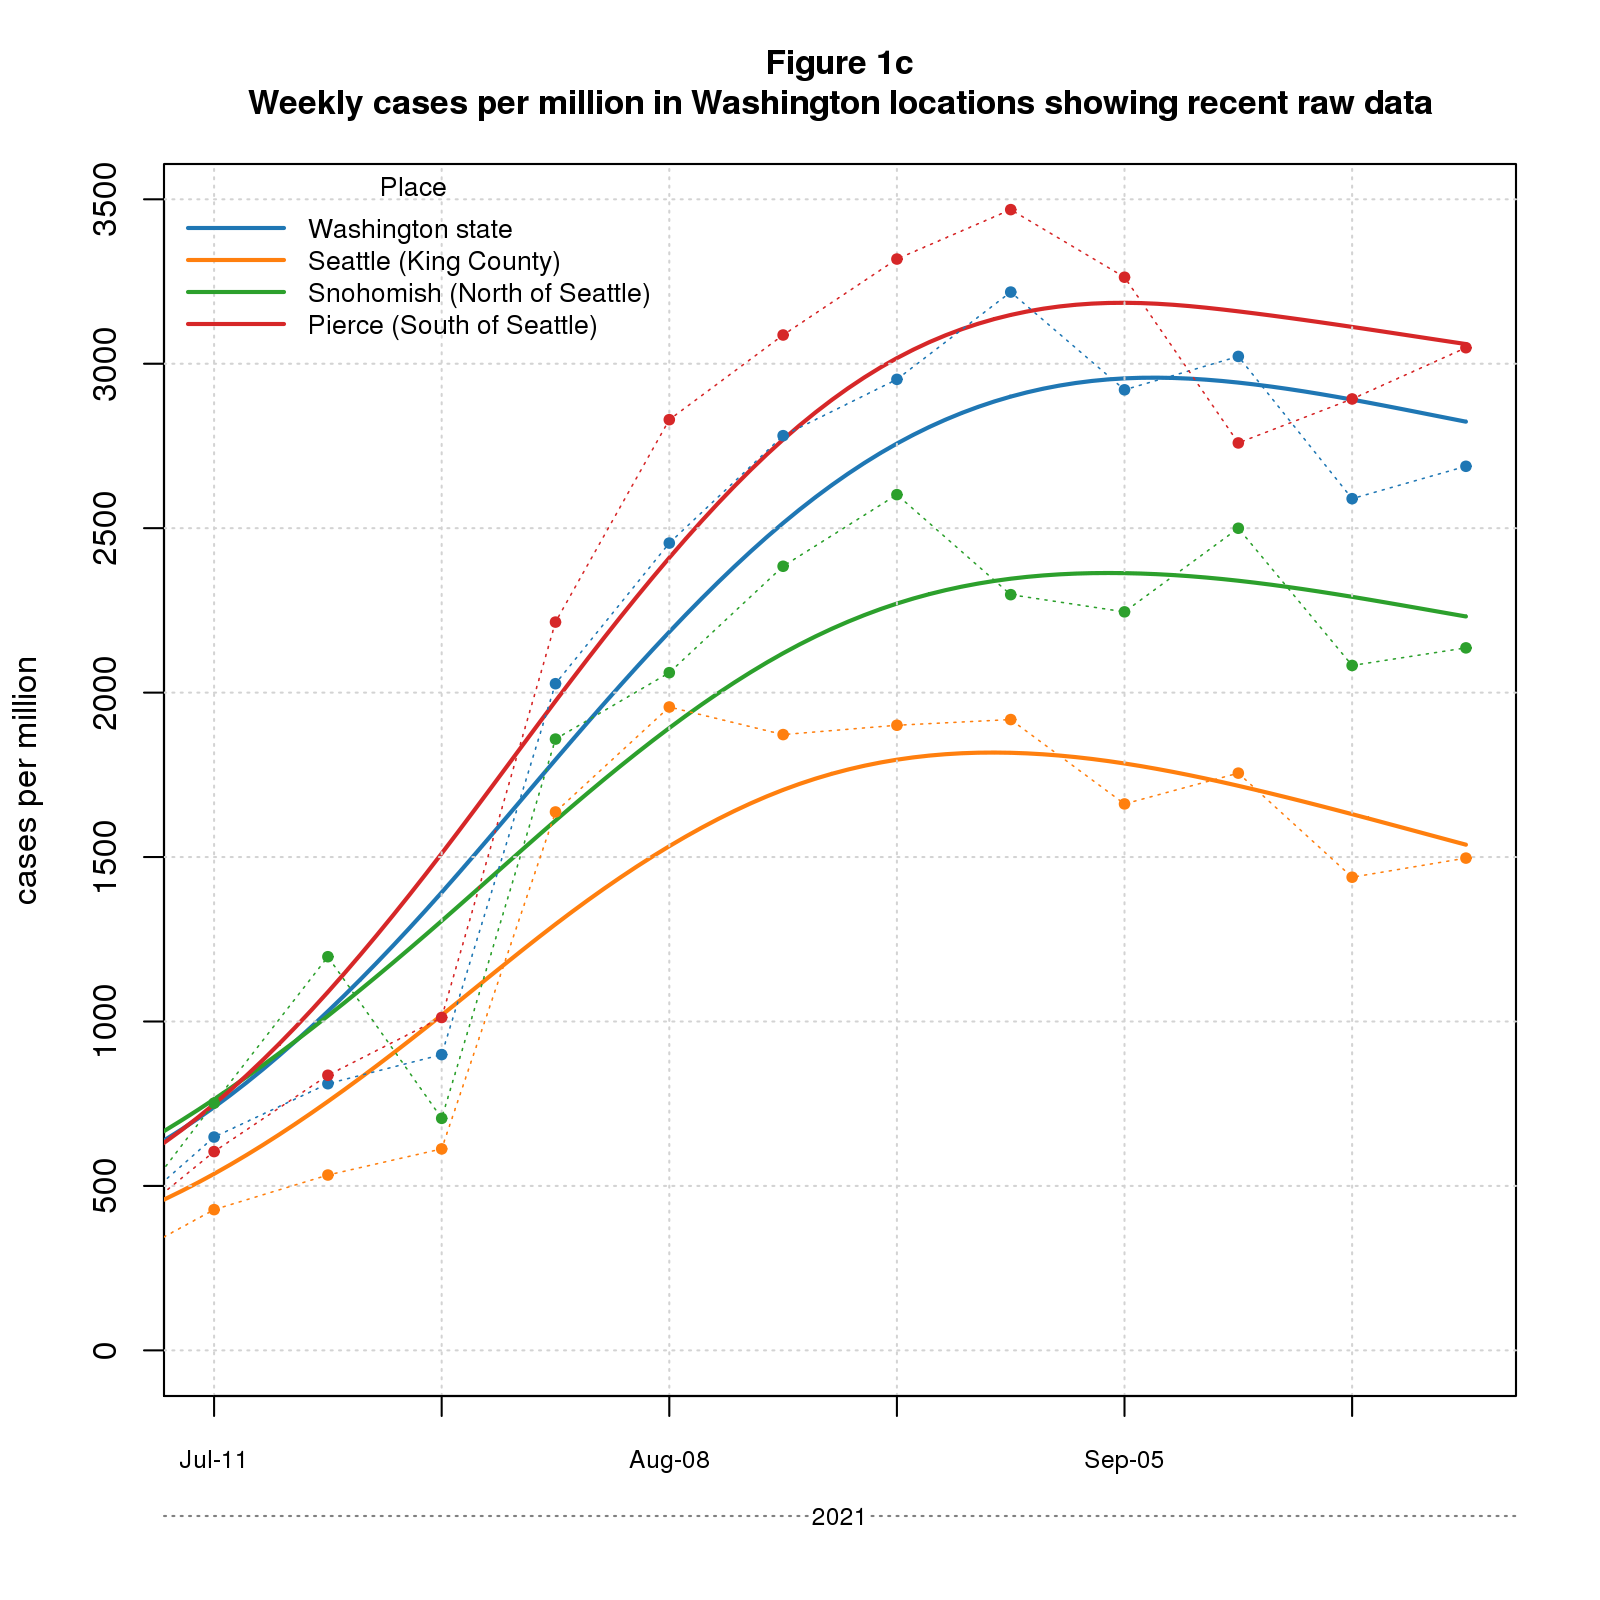 Figure 1c
Weekly cases per million in Washington locations showing recent raw data
Place
Washington state
Seattle (King County)
Snohomish (North of Seattle)
Pierce (South of Seattle)
cases per million
3500
3000
2500
2000
1500
1000
500
0
Jul-11 Aug-08 Sep-05
2021